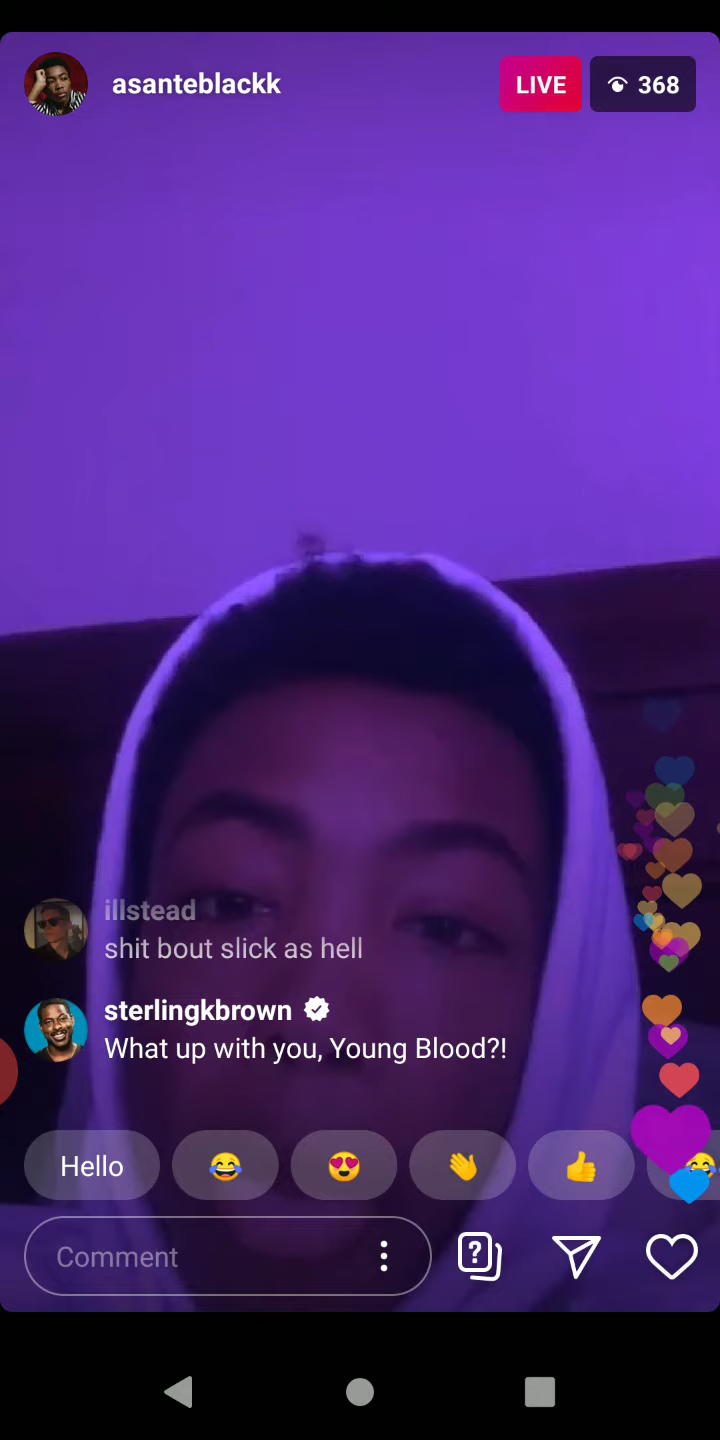 asanteblackk
LIVE
368
illstead
shit bout slick as hell
sterlingkbrown
What up with you, Young Blood?!
Hello
Comment